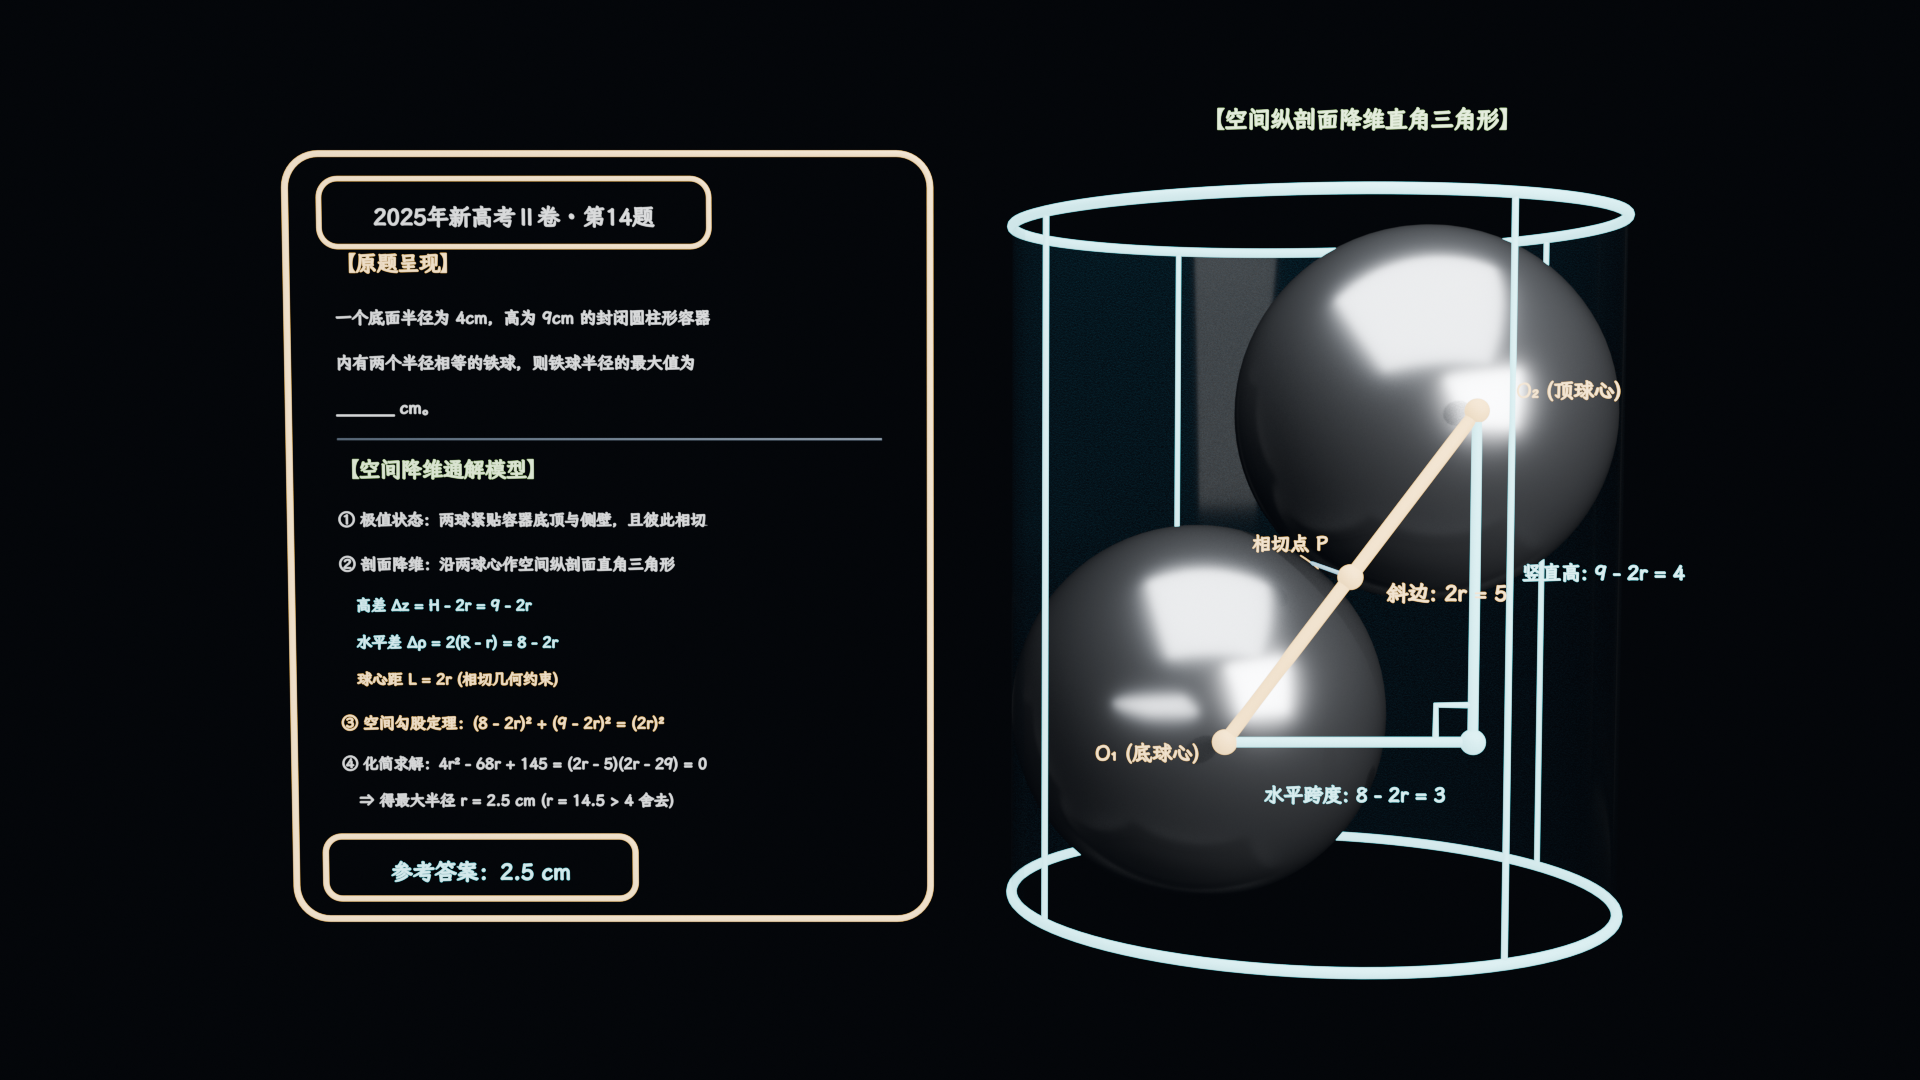 2025年新高考Ⅱ卷·第14题
【原题呈现】
一个底面半径为 4cm，高为 9cm 的封闭圆柱形容器
内有两个半径相等的铁球，则铁球半径的最大值为
______ cm。
【空间降维通解模型】
① 极值状态：两球紧贴容器底顶与侧壁，且彼此相切
② 剖面降维：沿两球心作空间纵剖面直角三角形
高差 Δz = H - 2r = 9 - 2r
水平差 Δρ = 2(R - r) = 8 - 2r
球心距 L = 2r (相切几何约束)
③ 空间勾股定理：(8 - 2r)² + (9 - 2r)² = (2r)²
④ 化简求解：4r² - 68r + 145 = (2r - 5)(2r - 29) = 0
⇒ 得最大半径 r = 2.5 cm (r = 14.5 > 4 舍去)
参考答案：2.5 cm
【空间纵剖面降维直角三角形】
O₂ (顶球心)
相切点 P
斜边: 2r = 5
竖直高: 9 - 2r = 4
O₁ (底球心)
水平跨度: 8 - 2r = 3